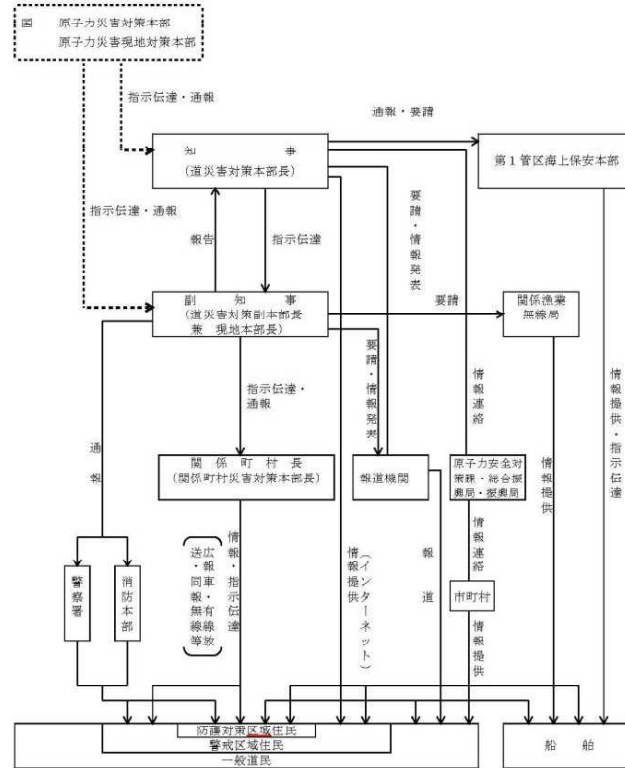 国　原子力災害対策本部
原子力災害現地対策本部
指示伝達・通報
通報・要請
知　事
(道災害対策本部長)
第１管区海上保安本部
指示伝達・通報
報告
指示伝達
要請・情報発表
副　知　事
(道災害対策副本部長
兼　現地本部長)
要請
関係漁業
無線局
通報
指示伝達・
通報
要請・情報発表
情報連絡
情報提供・指示伝達
関　係　町　村　長
(関係町村災害対策本部長)
報道機関
原子力安全対
策課・総合振
興局・振興局
情報提供
警察署
消防本部
広報車・有線放
送・同報・無線等
情報・指示伝達
情報提供
(インターネット)
報　道
情報連絡
市町村
情報提供
防護対策区域住民
警戒区域住民
一般道民
船　舶